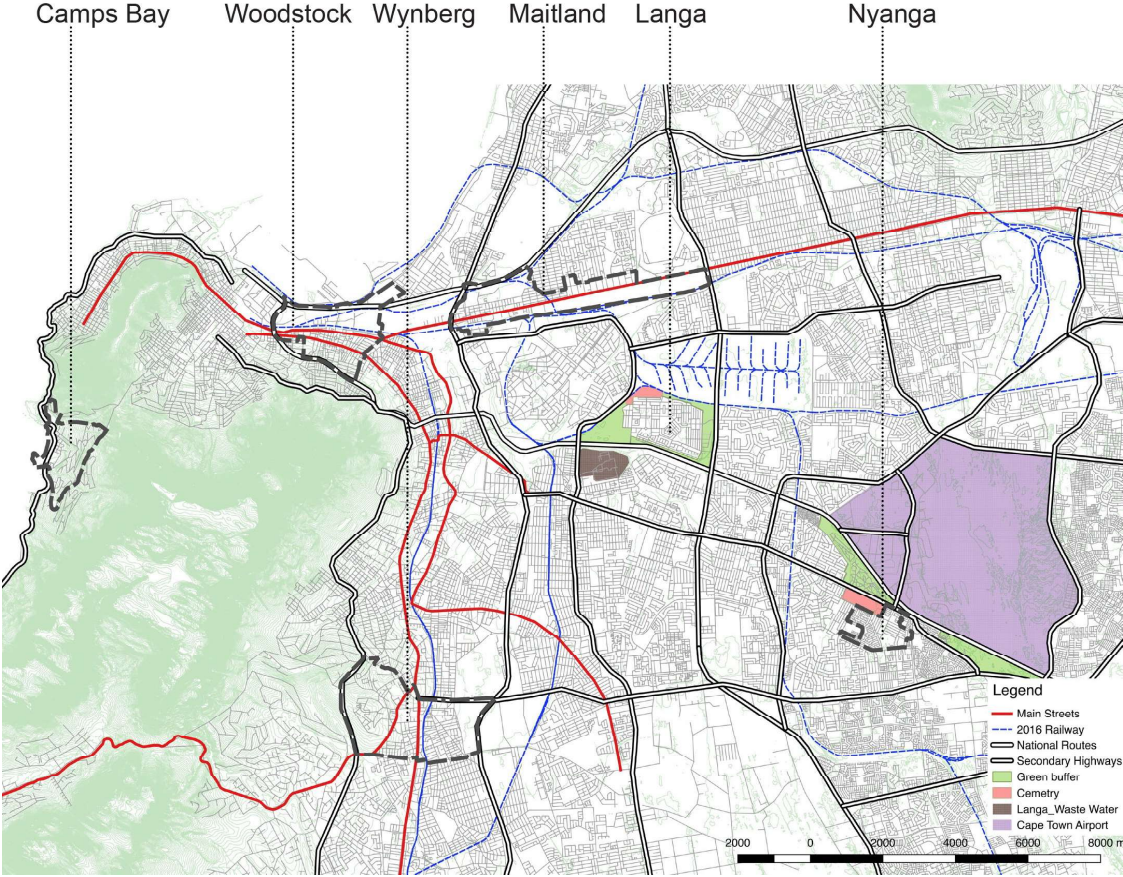 Camps Bay Woodstock Wynberg Maitland Langa Nyanga
Legend
Main Streets
2016 Railway
National Routes
Secondary Highways
Green buffer
Cemetry
Langa_Waste Water
Cape Town Airport
2000 0 2000 4000 6000 8000 m